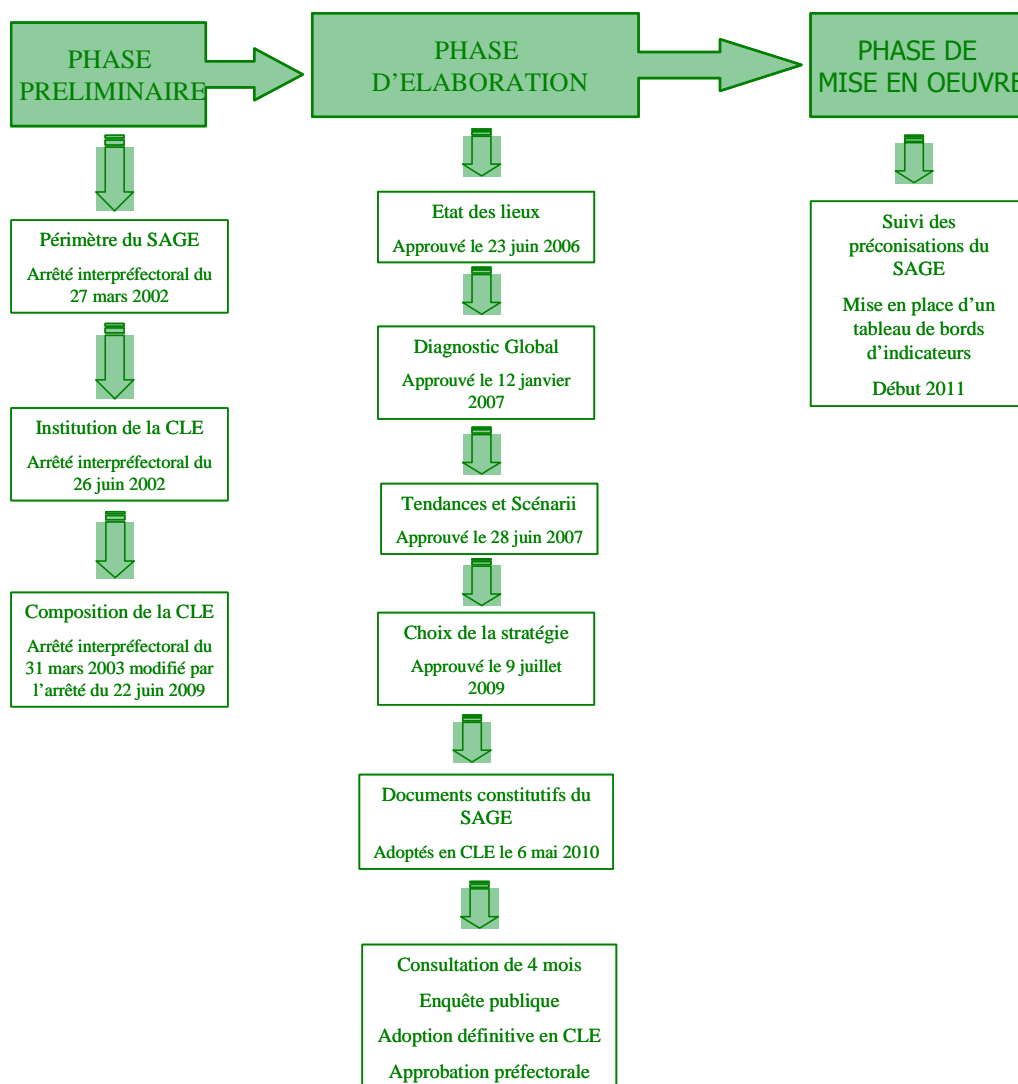 PHASE
PRELIMINAIRE
PHASE
D’ELABORATION
PHASE DE
MISE EN OEUVRE
Périmètre du SAGE
Arrêté interpréfectoral du
27 mars 2002
Institution de la CLE
Arrêté interpréfectoral du
26 juin 2002
Composition de la CLE
Arrêté interpréfectoral du
31 mars 2003 modifié par
l’arrêté du 22 juin 2009
Etat des lieux
Approuvé le 23 juin 2006
Diagnostic Global
Approuvé le 12 janvier
2007
Tendances et Scénarii
Approuvé le 28 juin 2007
Choix de la stratégie
Approuvé le 9 juillet
2009
Documents constitutifs du
SAGE
Adoptés en CLE le 6 mai 2010
Consultation de 4 mois
Enquête publique
Adoption définitive en CLE
Approbation préfectorale
Suivi des
préconisations du
SAGE
Mise en place d’un
tableau de bords
d’indicateurs
Début 2011